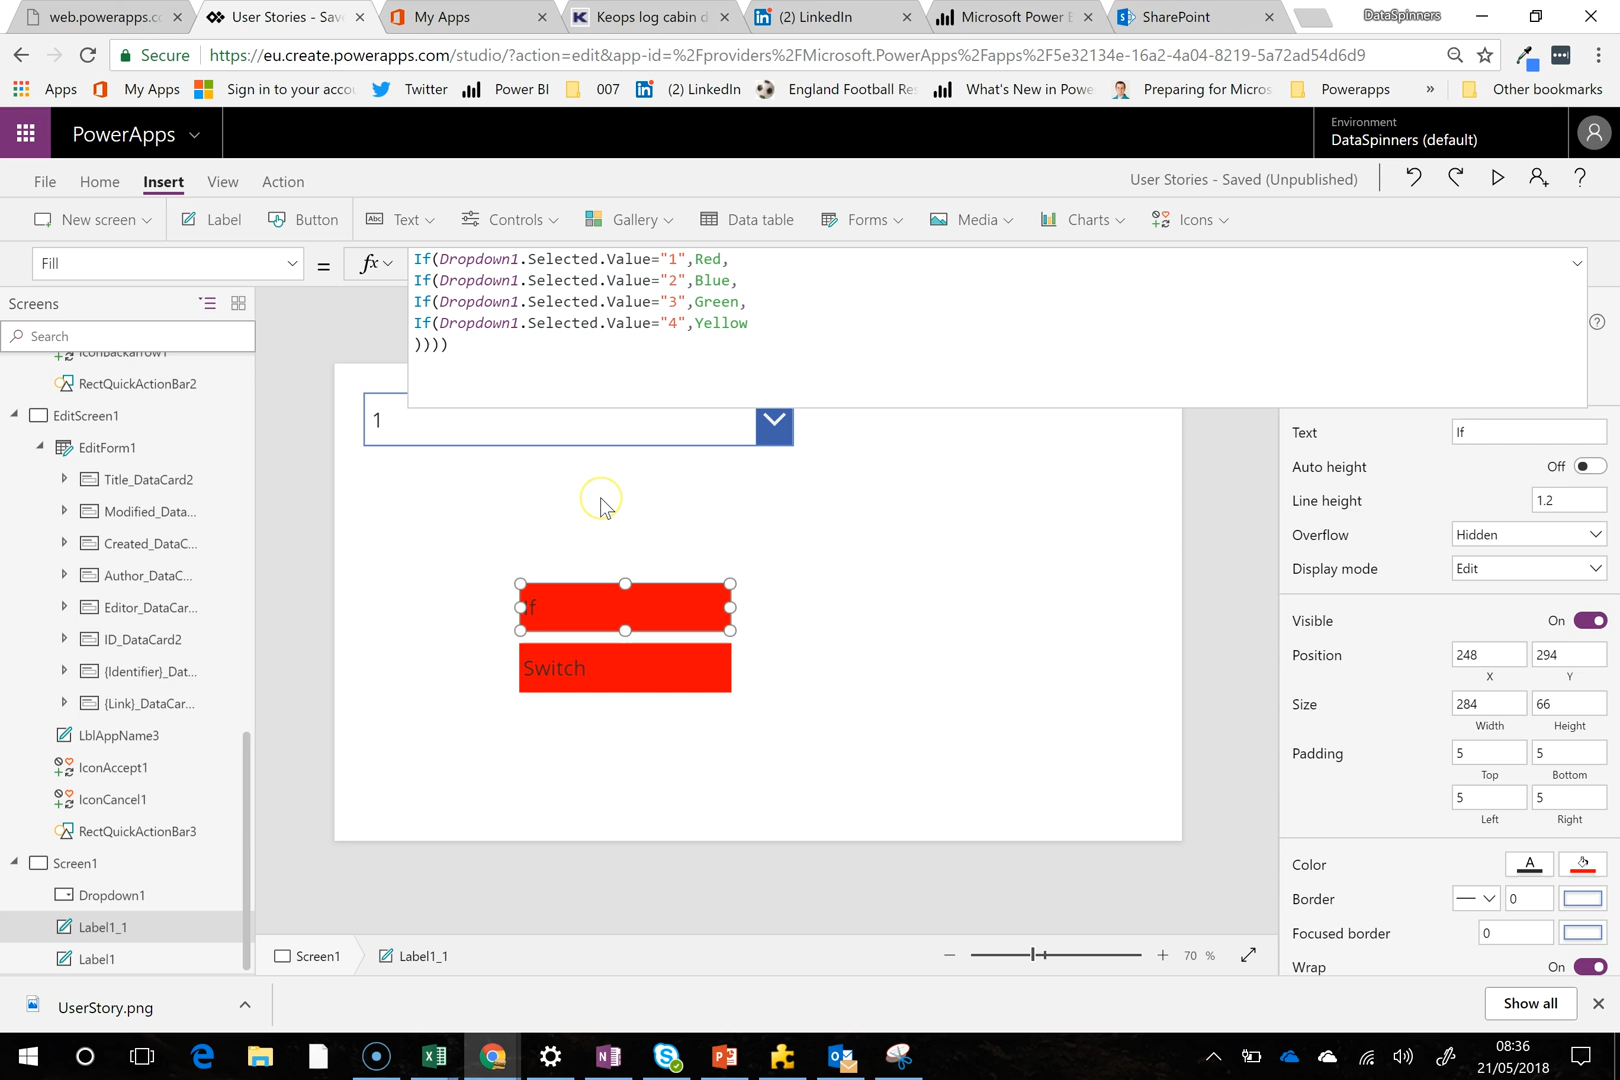 web.powerapps.co
User Stories - Save
My Apps
Keops log cabin d
(2) LinkedIn
Microsoft Power B
SharePoint
DataSpinners
Secure
https://eu.create.powerapps.com/studio/?action=edit&app-id=%2Fproviders%2FMicrosoft.PowerApps%2Fapps%2F5e32134e-16a2-4a04-8219-5a72ad54d6d9
Apps
My Apps
Sign in to your accou
Twitter
Power BI
007
(2) LinkedIn
England Football Res
What's New in Powe
Preparing for Micros
Powerapps
»
Other bookmarks
PowerApps
Environment
DataSpinners (default)
File
Home
Insert
View
Action
User Stories - Saved (Unpublished)
New screen
Label
Button
Text
Controls
Gallery
Data table
Forms
Media
Charts
Icons
Fill
=
fx
If(Dropdown1.Selected.Value="1",Red,
If(Dropdown1.Selected.Value="2",Blue,
If(Dropdown1.Selected.Value="3",Green,
If(Dropdown1.Selected.Value="4",Yellow
))))
Screens
Search
IconBackarrow1
RectQuickActionBar2
EditScreen1
EditForm1
Title_DataCard2
Modified_Data...
Created_DataC...
Author_DataC...
Editor_DataCar...
ID_DataCard2
{Identifier}_Dat...
{Link}_DataCar...
LblAppName3
IconAccept1
IconCancel1
RectQuickActionBar3
Screen1
Dropdown1
Label1_1
Label1
1
If
Switch
Text
If
Auto height
Off
Line height
1.2
Overflow
Hidden
Display mode
Edit
Visible
On
Position
248
294
X
Y
Size
284
66
Width
Height
Padding
5
5
Top
Bottom
5
5
Left
Right
Color
A
Border
0
Focused border
0
Wrap
On
Screen1
Label1_1
70 %
UserStory.png
Show all
08:36
21/05/2018